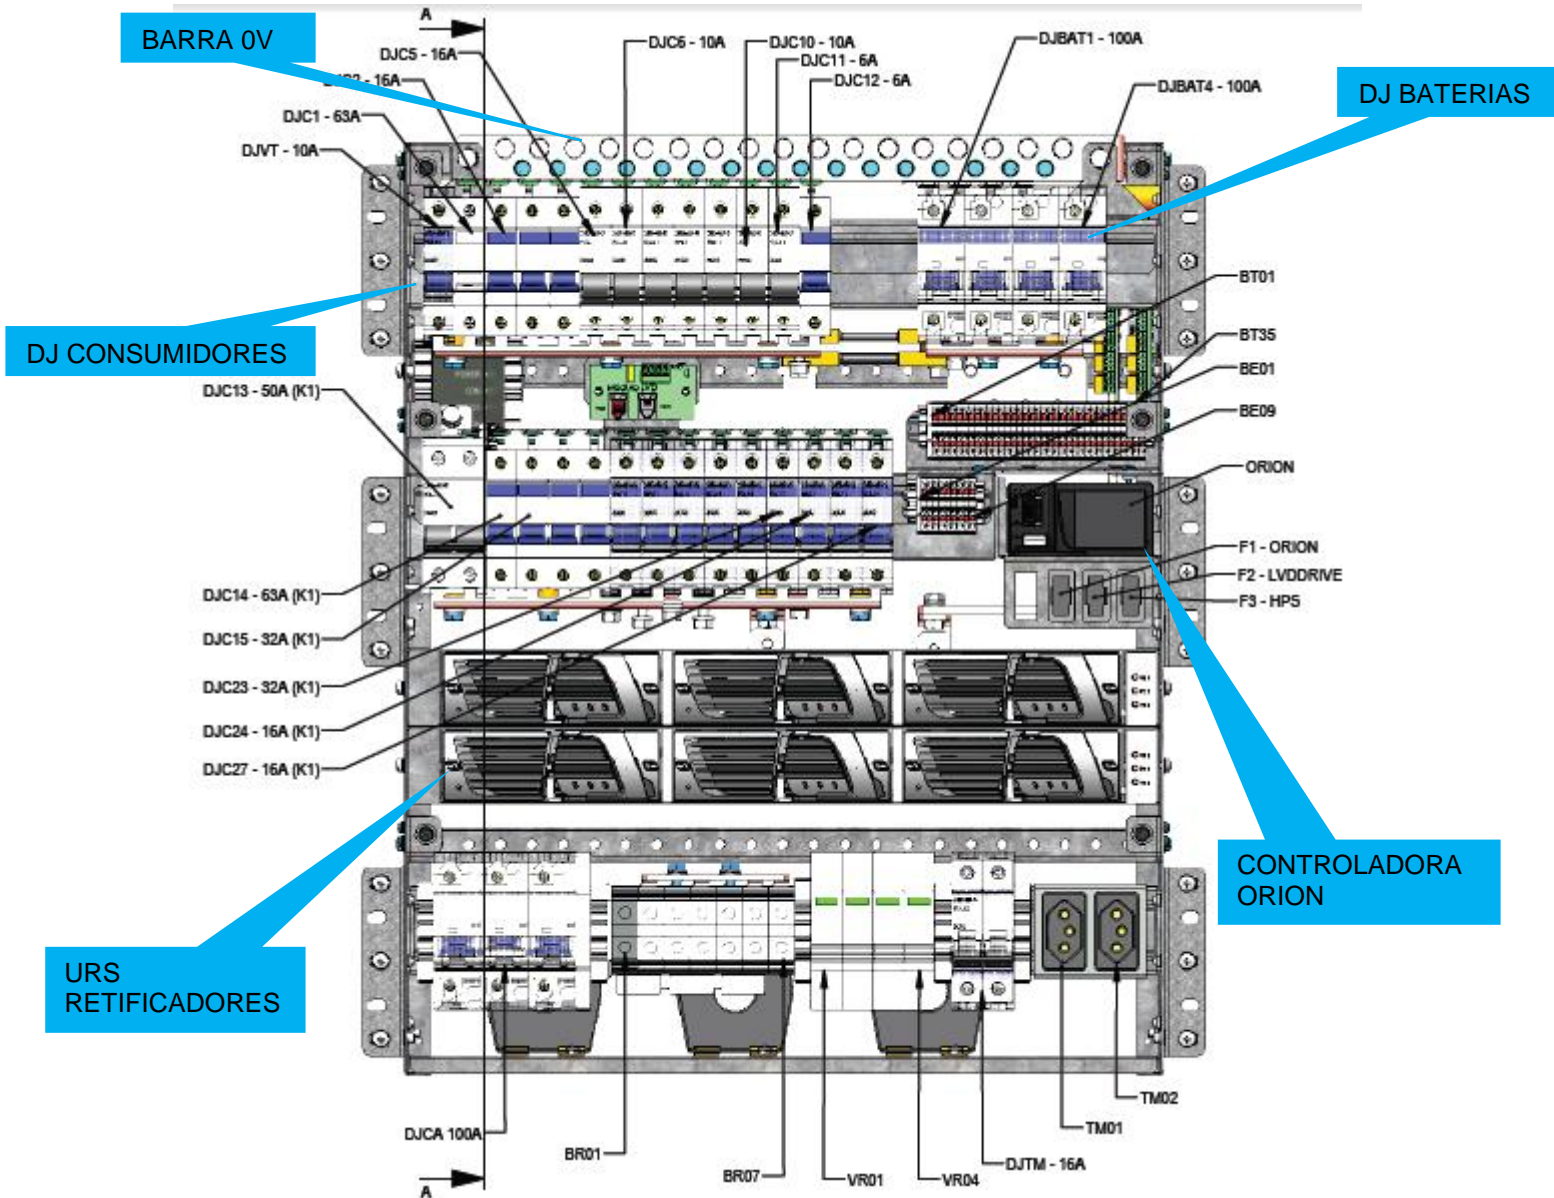 A
BARRA 0V
DJC5 - 16A
DJC6 - 10A
DJC10 - 10A
DJC11 - 6A
DJC12 - 6A
DJBAT1 - 100A
DJBAT4 - 100A
DJ BATERIAS
- 16A
DJC1 - 63A
DJVT - 10A
DJ CONSUMIDORES
BT01
BT35
BE01
BE09
ORION
DJC13 - 50A (K1)
F1 - ORION
F2 - LVDDRIVE
F3 - HPS
DJC14 - 63A (K1)
DJC15 - 32A (K1)
DJC23 - 32A (K1)
DJC24 - 16A (K1)
DJC27 - 16A (K1)
CONTROLADORA
ORION
URS
RETIFICADORES
DJCA 100A
BR01
BR07
VR01
VR04
DJTM - 16A
TM01
TM02
A